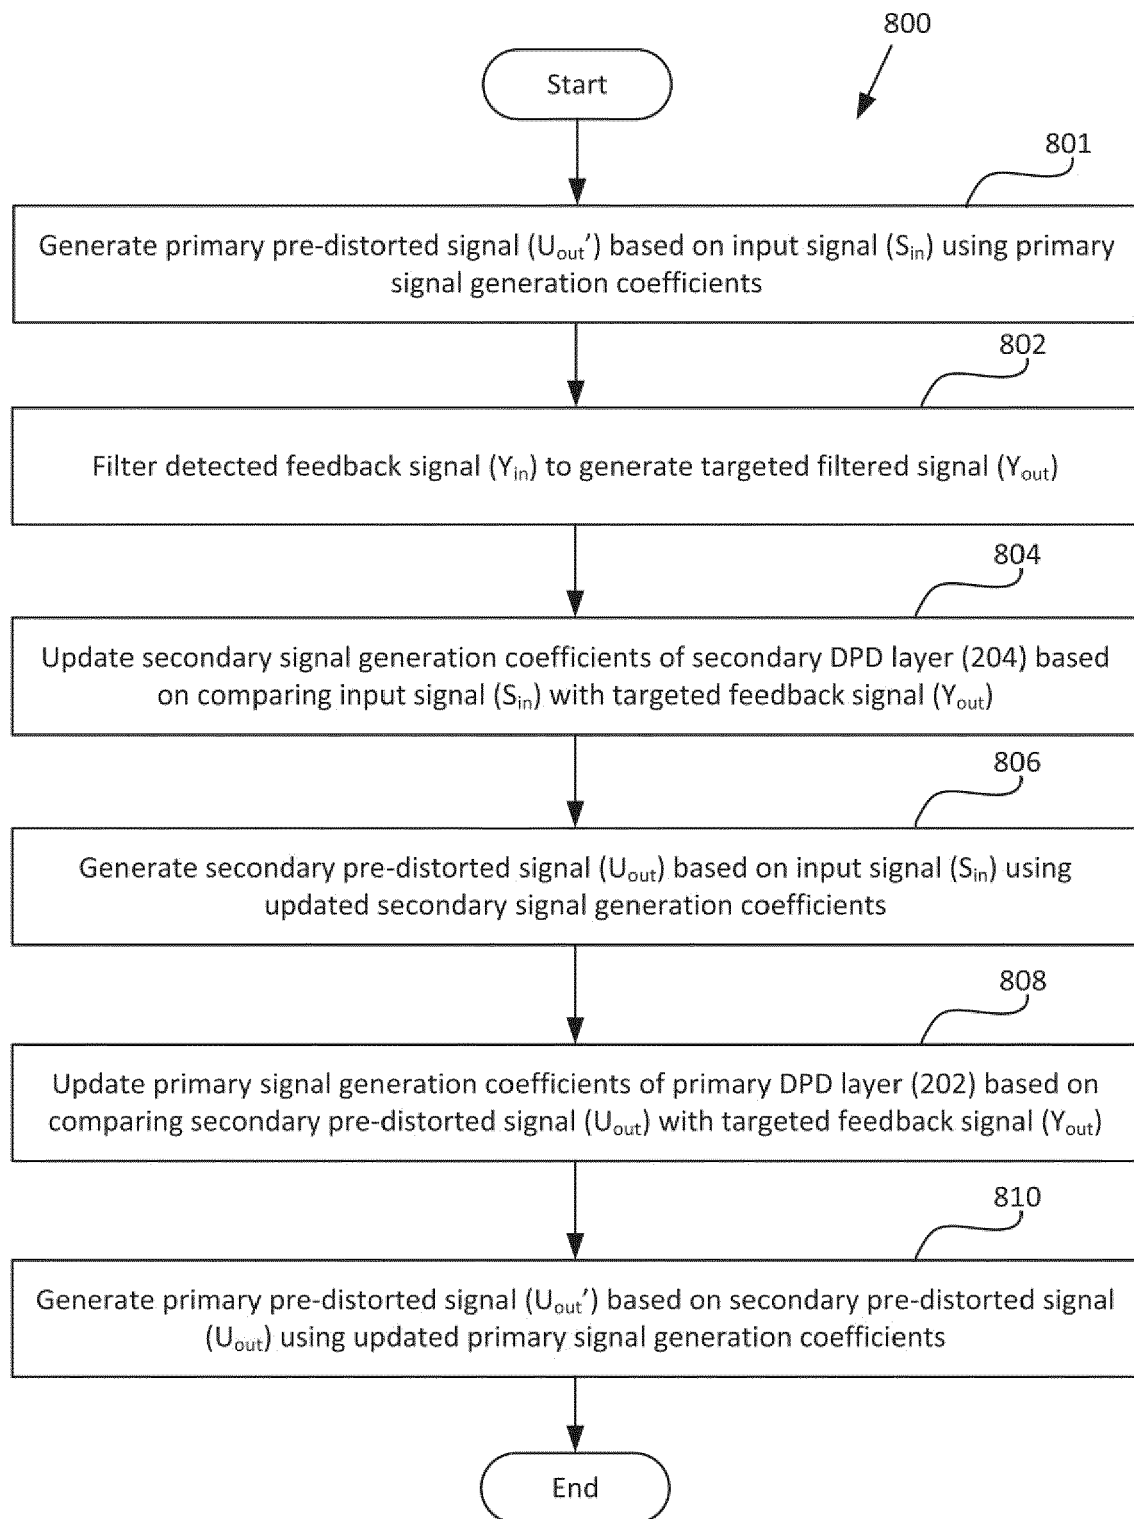 800
Start
801
Generate primary pre-distorted signal (Uout’) based on input signal (Sin) using primary
signal generation coefficients
802
Filter detected feedback signal (Yin) to generate targeted filtered signal (Yout)
804
Update secondary signal generation coefficients of secondary DPD layer (204) based
on comparing input signal (Sin) with targeted feedback signal (Yout)
806
Generate secondary pre-distorted signal (Uout) based on input signal (Sin) using
updated secondary signal generation coefficients
808
Update primary signal generation coefficients of primary DPD layer (202) based on
comparing secondary pre-distorted signal (Uout) with targeted feedback signal (Yout)
810
Generate primary pre-distorted signal (Uout’) based on secondary pre-distorted signal
(Uout) using updated primary signal generation coefficients
End